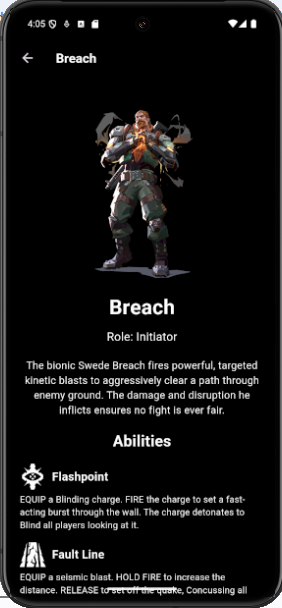 4:05
Breach
Breach
Role: Initiator
The bionic Swede Breach fires powerful, targeted
kinetic blasts to aggressively clear a path through
enemy ground. The damage and disruption he
inflicts ensures no fight is ever fair.
Abilities
Flashpoint
EQUIP a Blinding charge. FIRE the charge to set a fast-
acting burst through the wall. The charge detonates to
Blind all players looking at it.
Fault Line
EQUIP a seismic blast. HOLD FIRE to increase the
distance. RELEASE to set off the quake, Concussing all